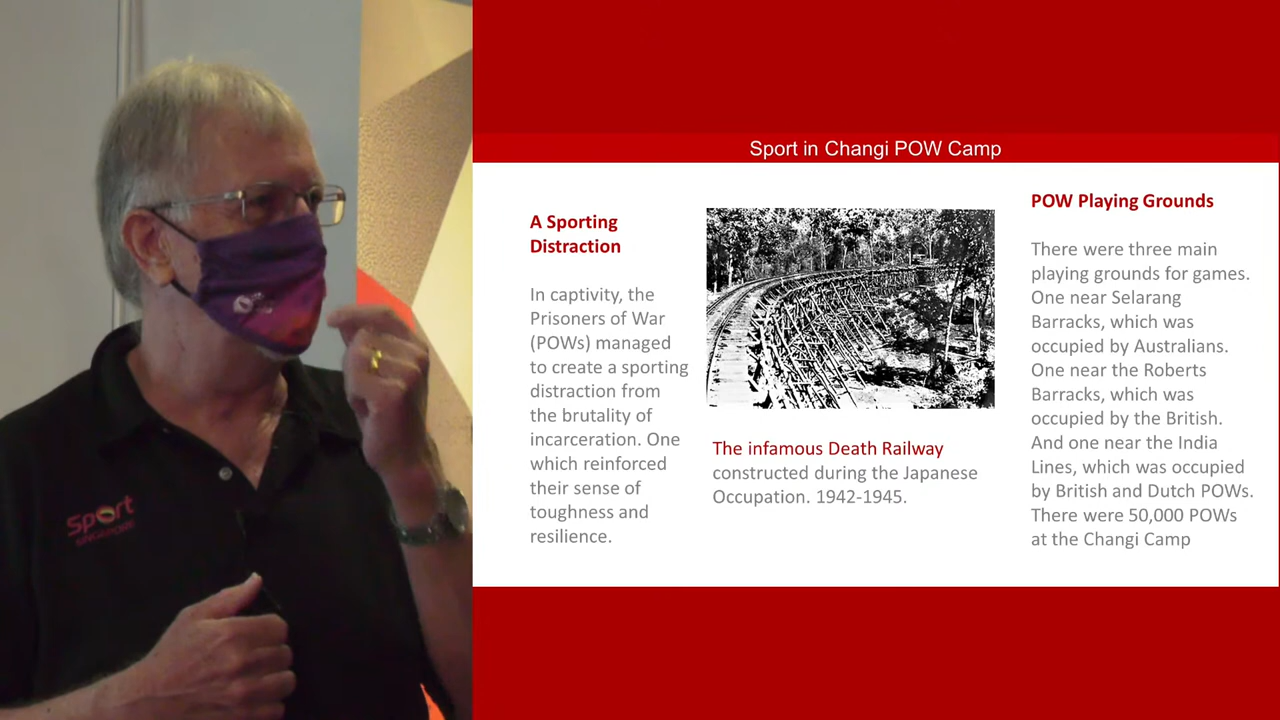 Sport in Changi POW Camp
A Sporting
Distraction
In captivity, the
Prisoners of War
(POWs) managed
to create a sporting
distraction from
the brutality of
incarceration. One
which reinforced
their sense of
toughness and
resilience.
The infamous Death Railway
constructed during the Japanese
Occupation. 1942-1945.
POW Playing Grounds
There were three main
playing grounds for games.
One near Selarang
Barracks, which was
occupied by Australians.
One near the Roberts
Barracks, which was
occupied by the British.
And one near the India
Lines, which was occupied
by British and Dutch POWs.
There were 50,000 POWs
at the Changi Camp
Sport
SINGAPORE